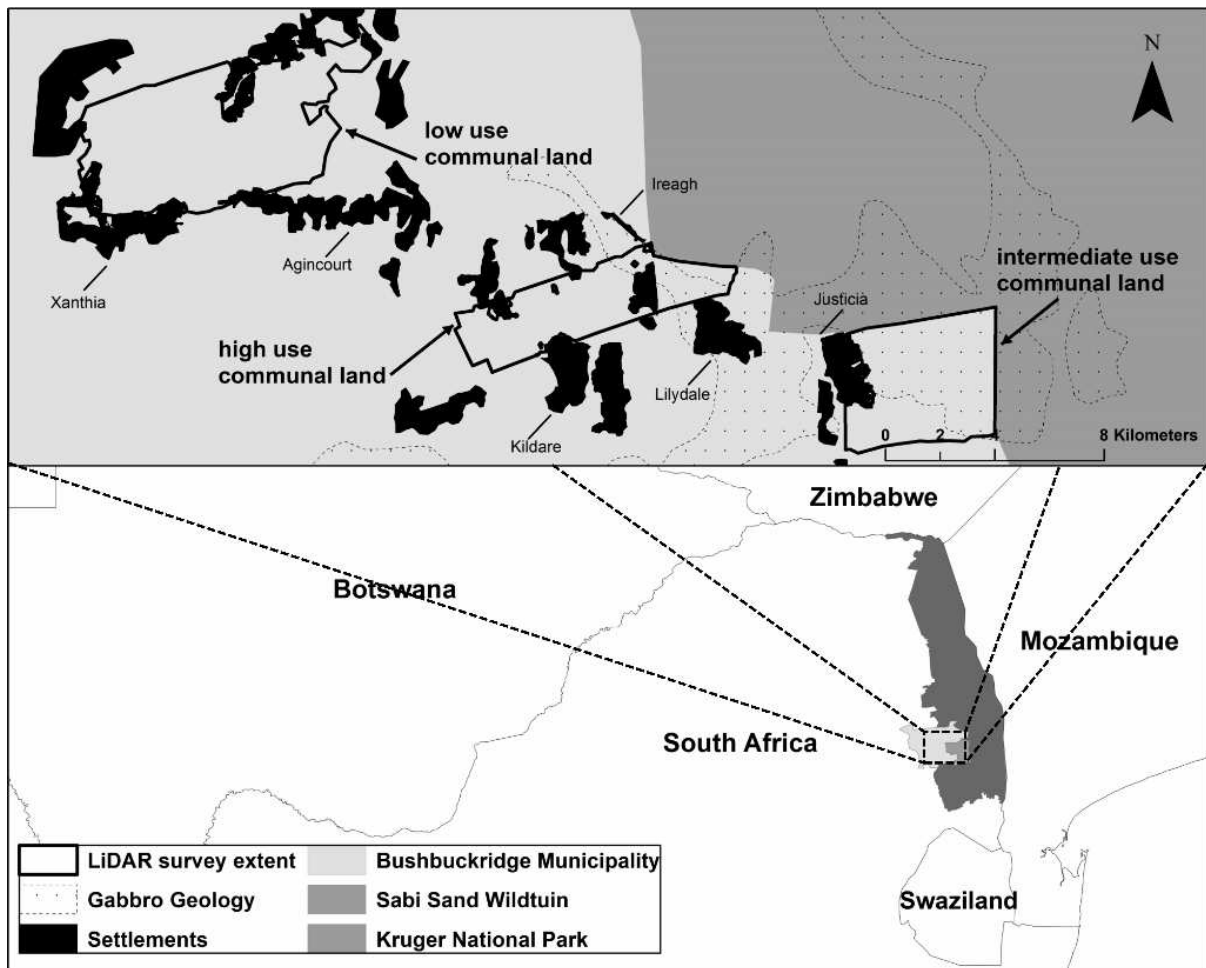 N
low use
communal land
Ireagh
Agincourt
Xanthia
intermediate use
communal land
Justicia
high use
communal land
Lilydale
Kildare
0 2 4 8 Kilometers
Zimbabwe
Botswana
Mozambique
South Africa
Swaziland
LiDAR survey extent
Gabbro Geology
Settlements
Bushbuckridge Municipality
Sabi Sand Wildtuin
Kruger National Park